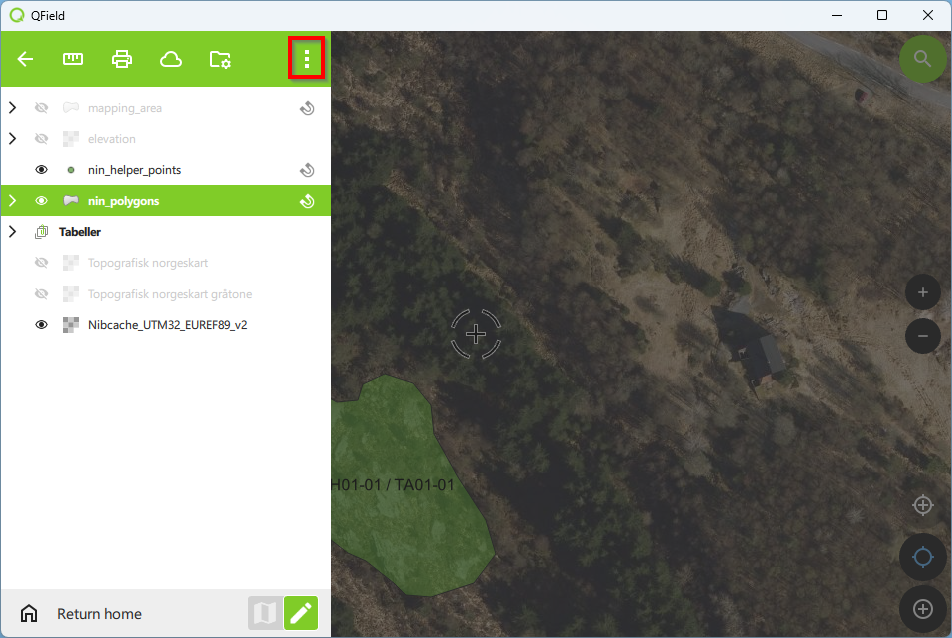 QField
mapping_area
elevation
nin_helper_points
nin_polygons
Tabeller
Topografisk norgeskart
Topografisk norgeskart gråtone
Nibcache_UTM32_EUREF89_v2
H01-01 / TA01-01
Return home